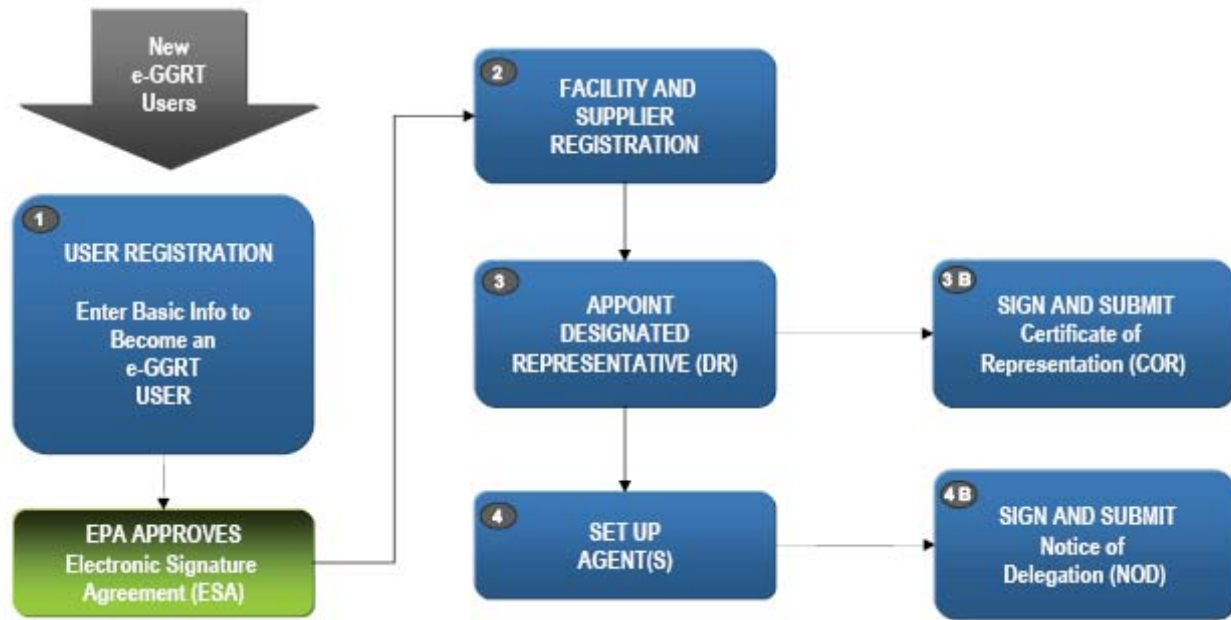 New
e-GGRT
Users
1
USER REGISTRATION
Enter Basic Info to
Become an
e-GGRT
USER
EPA APPROVES
Electronic Signature
Agreement (ESA)
2
FACILITY AND
SUPPLIER
REGISTRATION
3
APPOINT
DESIGNATED
REPRESENTATIVE (DR)
3 B
SIGN AND SUBMIT
Certificate of
Representation (COR)
4
SET UP
AGENT(S)
4 B
SIGN AND SUBMIT
Notice of
Delegation (NOD)